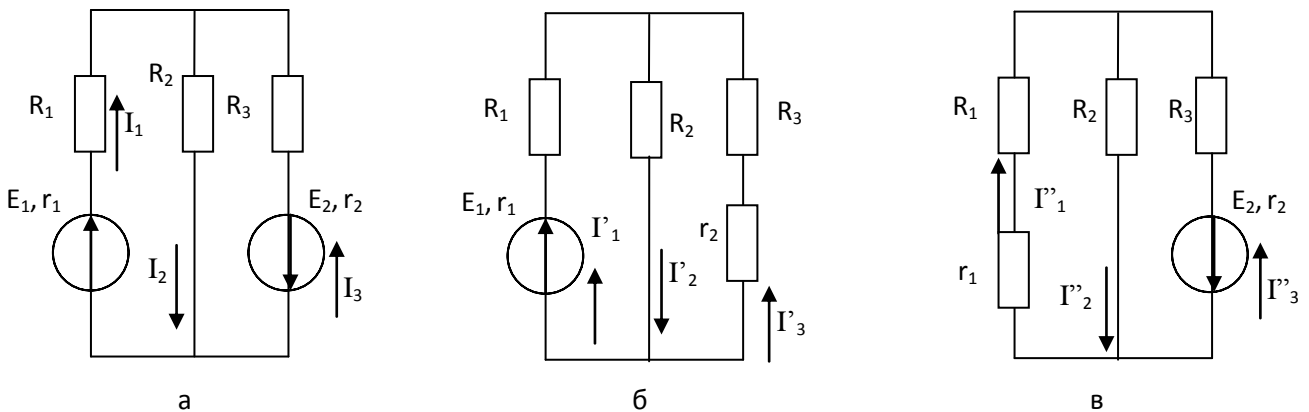 R₁
I₁
R₂
R₃
E₁, r₁
E₂, r₂
I₂
I₃
а
R₁
R₂
R₃
E₁, r₁
I’₁
r₂
I’₂
I’₃
б
R₁
R₂
R₃
I”₁
E₂, r₂
r₁
I”₂
I”₃
в